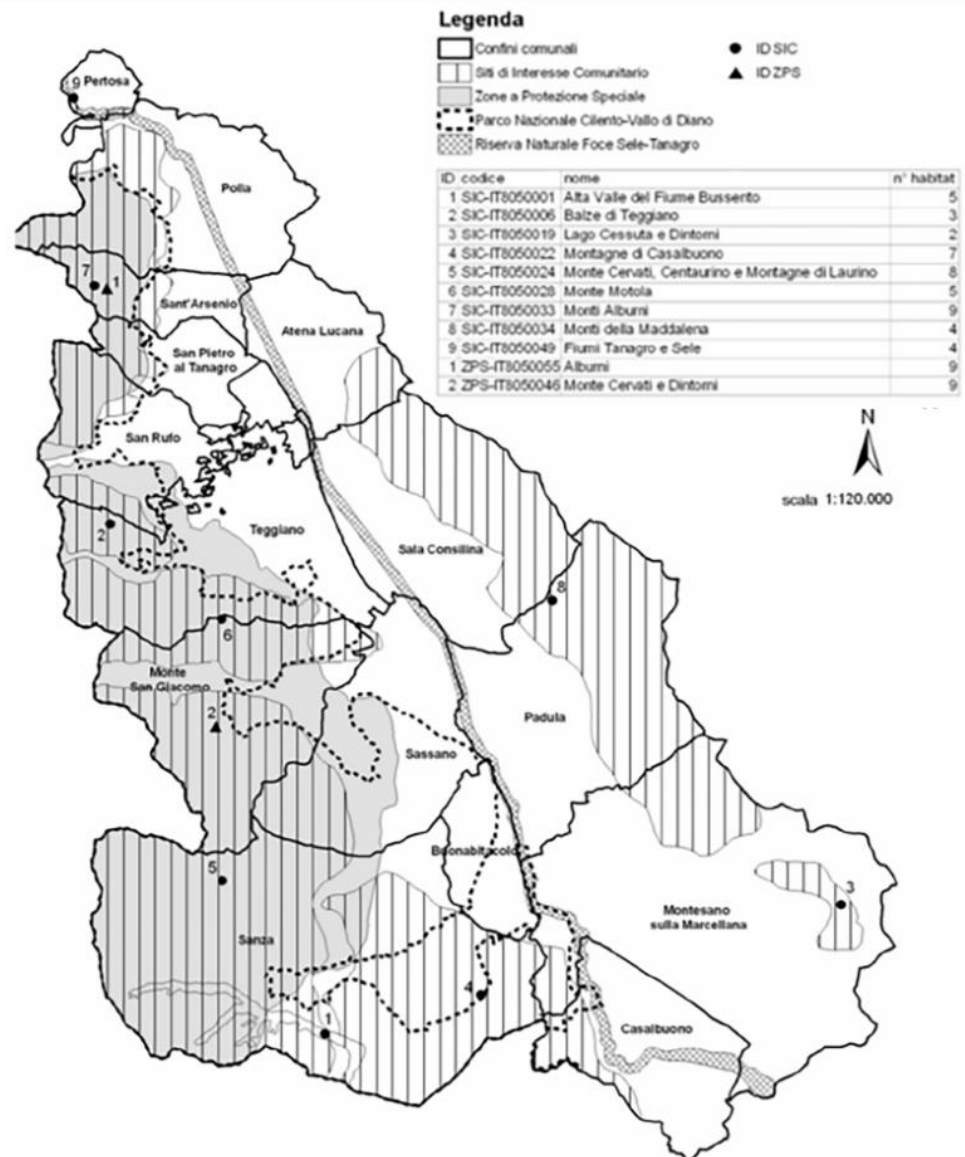 Legenda
Confini comunali
Siti di Interesse Comunitario
Zone a Protezione Speciale
Parco Nazionale Cilento-Vallo di Diano
Riserva Naturale Foce Sele-Tanagro
ID SIC
ID ZPS
ID codice nome n° habitat
1 SIC-IT8050001 Alta Valle del Fiume Bussento 5
2 SIC-IT8050006 Balze di Teggiano 3
3 SIC-IT8050019 Lago Cessuta e Dintorni 2
4 SIC-IT8050022 Montagne di Casalbuono 7
5 SIC-IT8050024 Monte Cervati, Centaurino e Montagne di Laurino 8
6 SIC-IT8050028 Monte Motola 5
7 SIC-IT8050033 Monti Alburni 9
8 SIC-IT8050034 Monti della Maddalena 4
9 SIC-IT8050049 Fiumi Tanagro e Sele 4
1 ZPS-IT8050055 Alburni 9
2 ZPS-IT8050046 Monte Cervati e Dintorni 9
N
scala 1:120.000
Pertosa
9
Polla
7
1
Sant'Arsenio
Atena Lucana
San Pietro
al Tanagro
San Rufo
Teggiano
2
Sala Consilina
8
6
Monte
San Giacomo
2
Padula
Sassano
Buonabitacolo
5
3
Montesano
sulla Marcellana
Sanza
4
1
Casalbuono